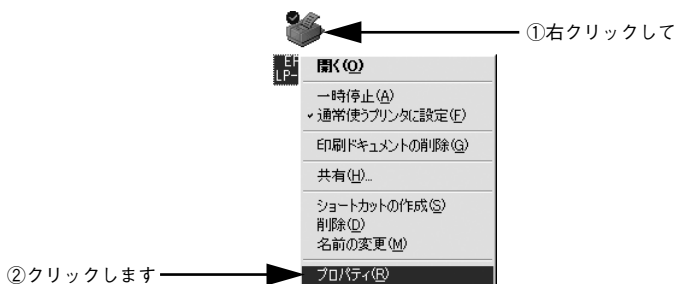 ①右クリックして
EP
LP-
開く(O)
一時停止(A)
通常使うプリンタに設定(F)
印刷ドキュメントの削除(G)
共有(H)...
ショートカットの作成(S)
削除(D)
名前の変更(M)
②クリックします
プロパティ(R)